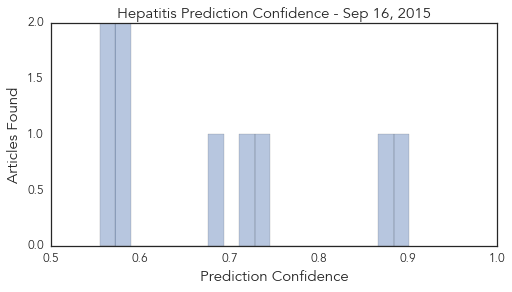 Hepatitis Prediction Confidence - Sep 16, 2015
Articles Found
2.0
1.5
1.0
0.5
0.0
0.5 0.6 0.7 0.8 0.9 1.0
Prediction Confidence